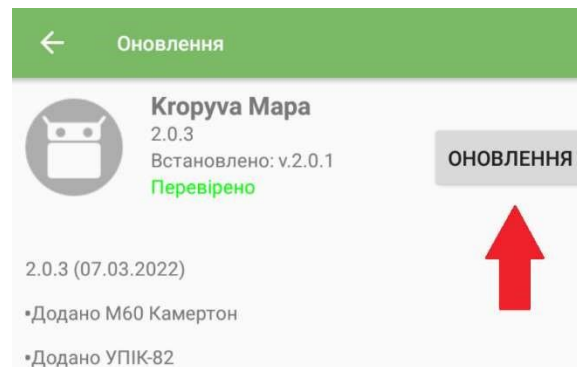 Оновлення
Kropyva Мapa
2.0.3
Встановлено: v.2.0.1
Перевірено
ОНОВЛЕННЯ
2.0.3 (07.03.2022)
•Додано М60 Камертон
•Додано УПІК-82